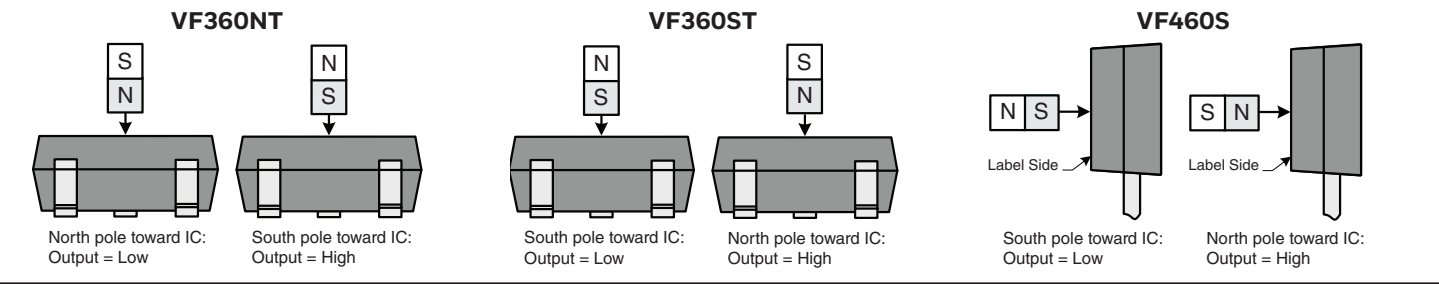 VF360NT
S
N
N
S
North pole toward IC:
Output = Low
South pole toward IC:
Output = High
VF360ST
N
S
S
N
South pole toward IC:
Output = Low
North pole toward IC:
Output = High
VF460S
N S
Label Side
S N
Label Side
South pole toward IC:
Output = Low
North pole toward IC:
Output = High